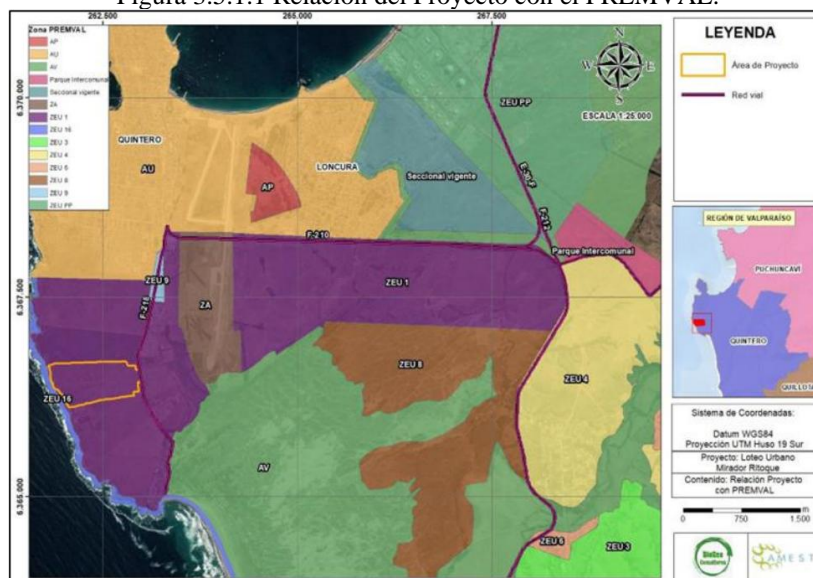 Figura 3.3.1.1 Relación del Proyecto con el PREMVAL.
262.500
265.000
267.500
Zona PREMVAL
AP
AU
AV
Parque Intercomunal
Seccional vigente
ZA
ZEU 1
ZEU 16
ZEU 3
ZEU 4
ZEU 6
ZEU 8
ZEU 9
ZEU PP
N
W
E
S
ESCALA 1:25.000
6.370.000
6.367.500
6.365.000
QUINTERO
AU
AP
LONCURA
Seccional vigente
ZEU PP
E-30-F
F-212
F-210
Parque Intercomunal
ZEU 9
F-216
ZA
ZEU 1
ZEU 8
ZEU 4
ZEU 16
AV
ZEU 6
ZEU 3
LEYENDA
Área de Proyecto
Red vial
REGIÓN DE VALPARAÍSO
PUCHUNCAVÍ
QUINTERO
QUILLOTA
Sistema de Coordenadas:
Datum WGS84
Proyección UTM Huso 19 Sur
Proyecto: Loteo Urbano
Mirador Ritoque
Contenido: Relación Proyecto
con PREMVAL
m
0 750 1.500
Consultores
AMEST